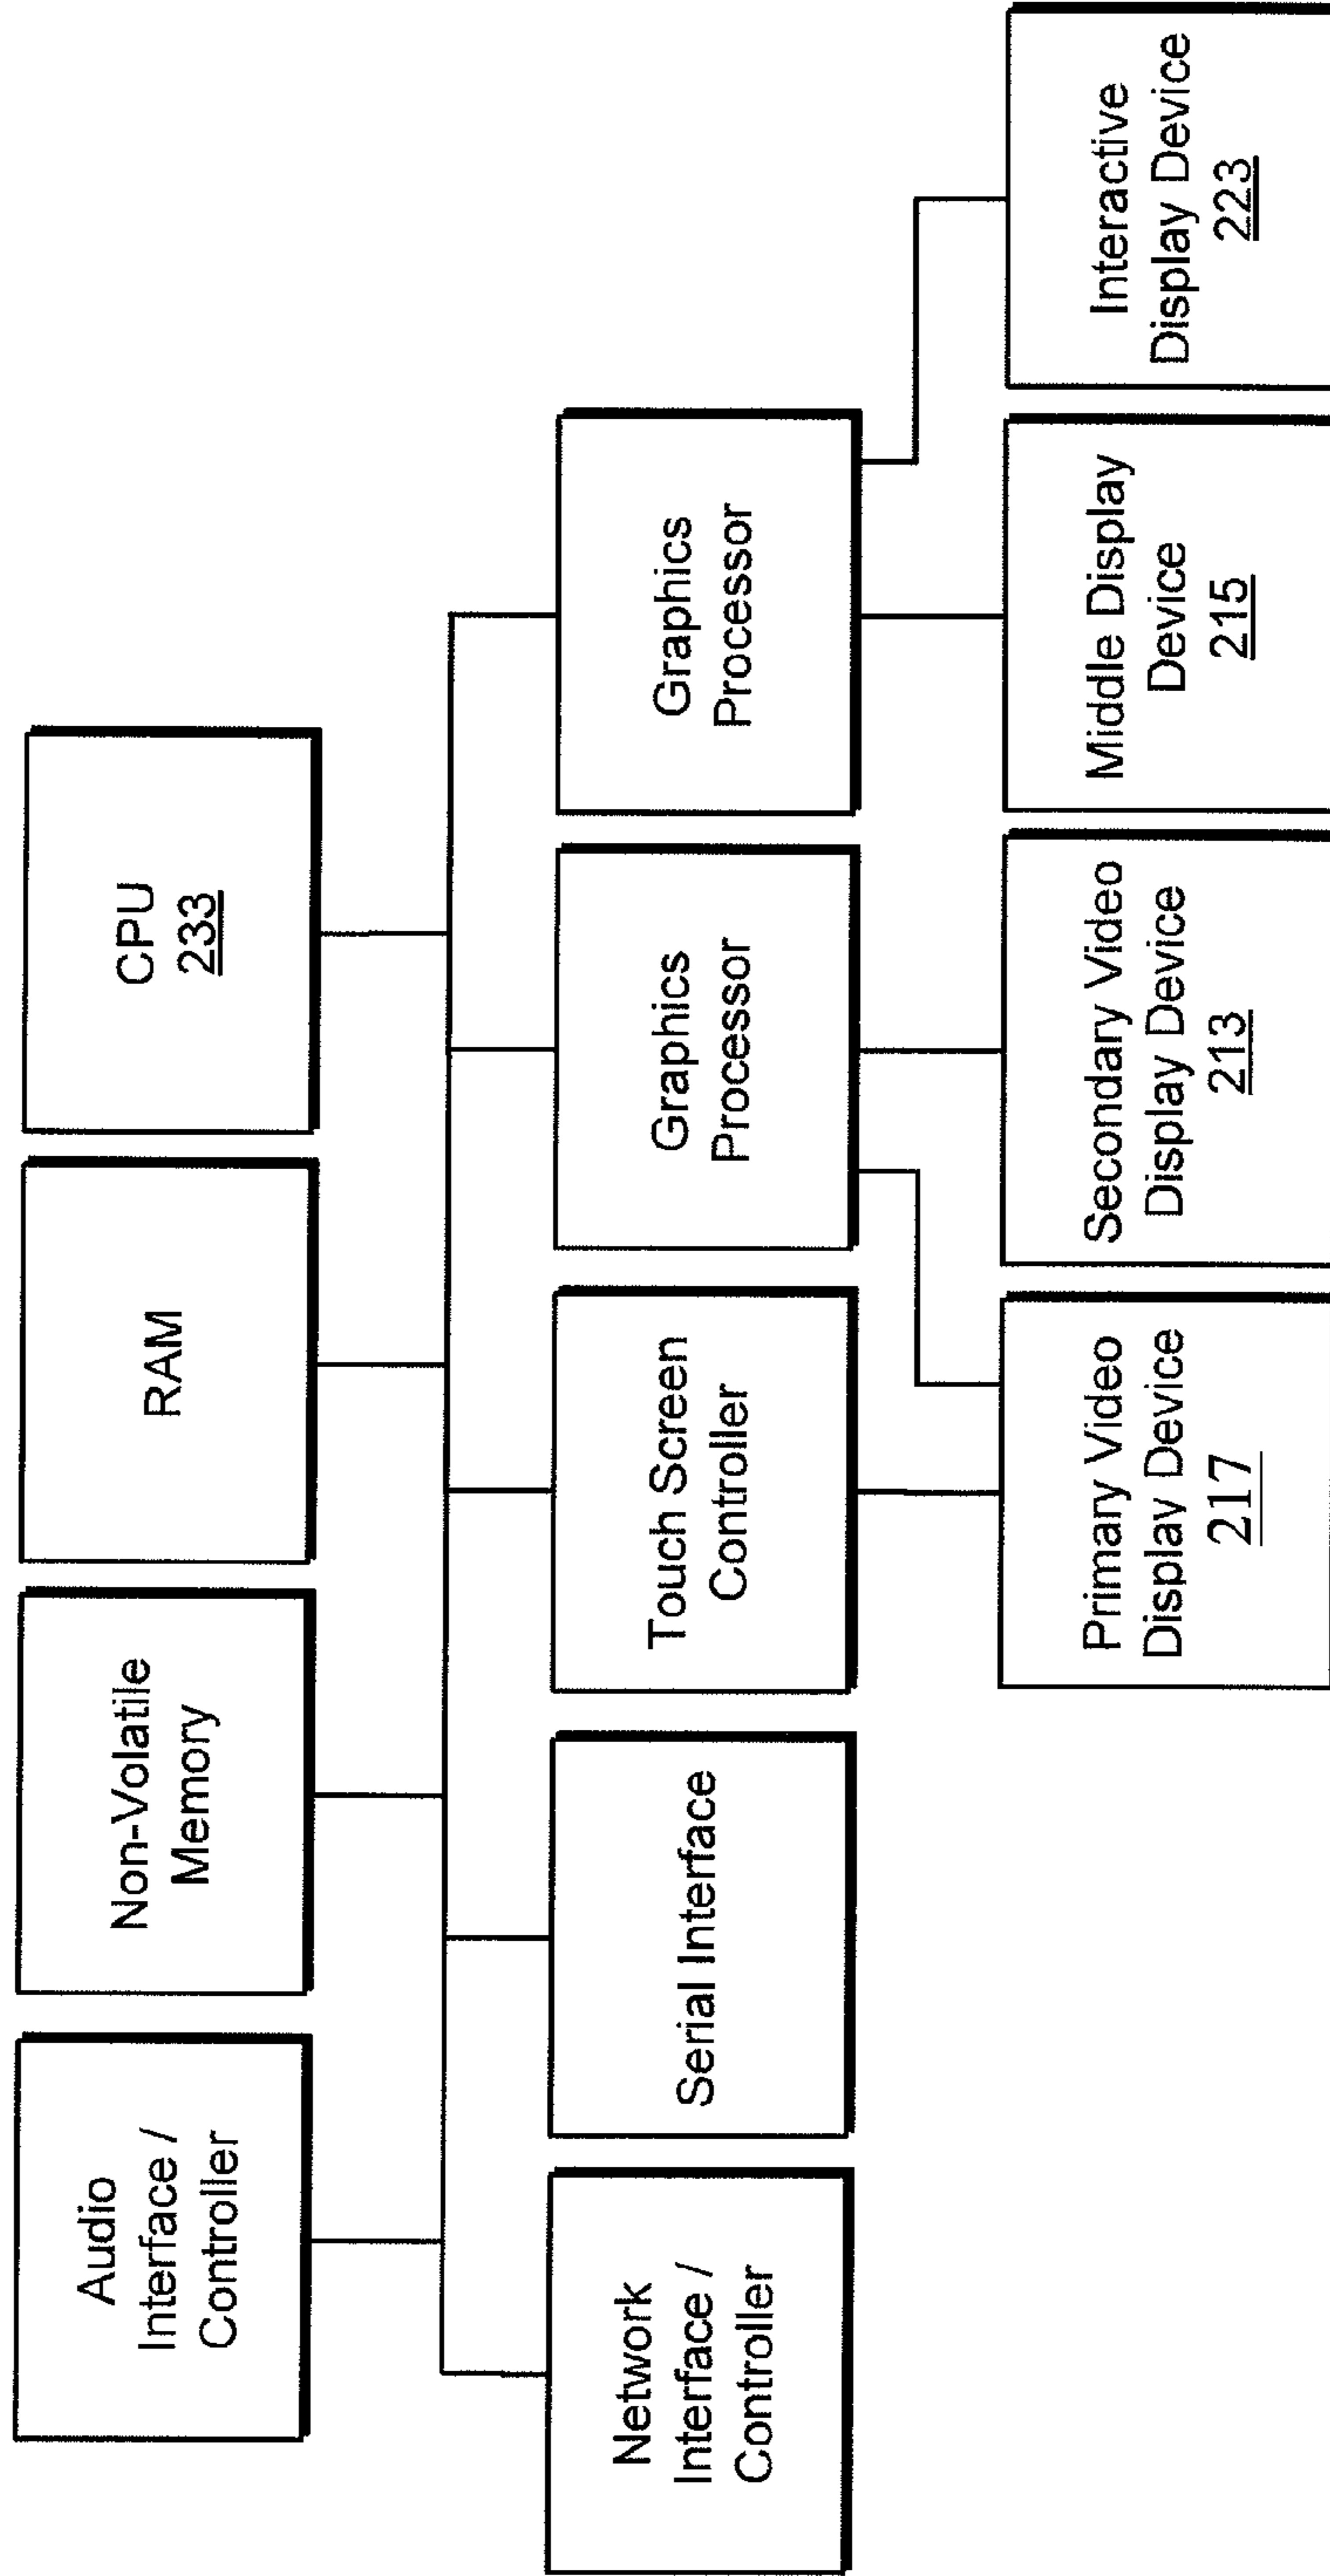 Audio
Interface /
Controller
Non-Volatile
Memory
RAM
CPU
233
Network
Interface /
Controller
Serial Interface
Touch Screen
Controller
Graphics
Processor
Graphics
Processor
Primary Video
Display Device
217
Secondary Video
Display Device
213
Middle Display
Device
215
Interactive
Display Device
223